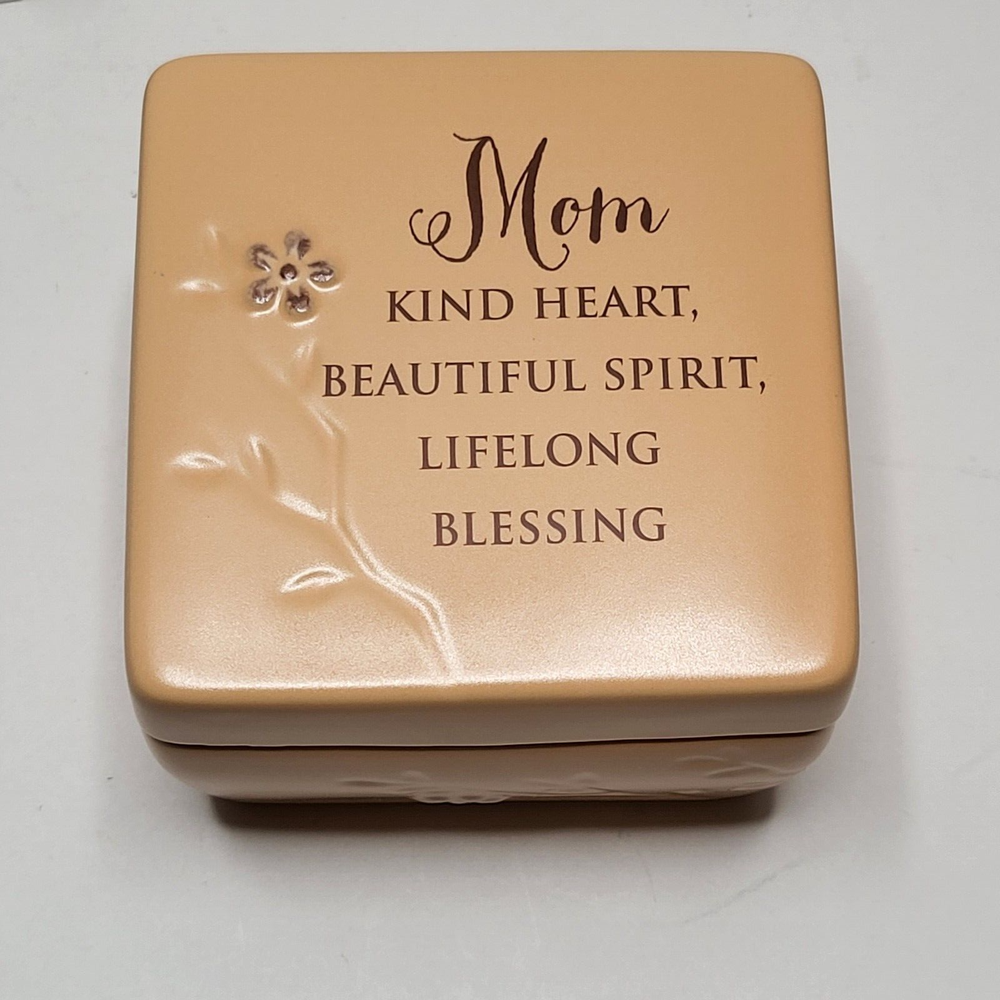 Mom
KIND HEART,
BEAUTIFUL SPIRIT,
LIFELONG
BLESSING